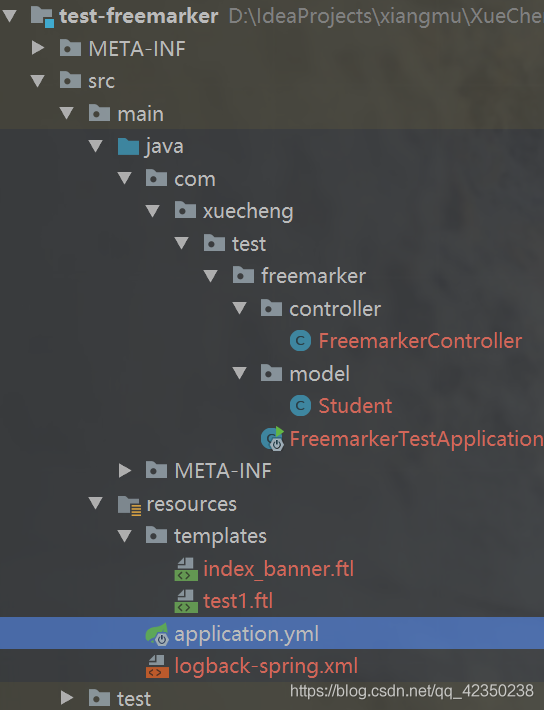 test-freemarker D:\IdeaProjects\xiangmu\XueChe
META-INF
src
main
java
com
xuecheng
test
freemarker
controller
FreemarkerController
model
Student
FreemarkerTestApplication
META-INF
resources
templates
index_banner.ftl
test1.ftl
application.yml
logback-spring.xml
test https://blog.csdn.net/qq_42350238